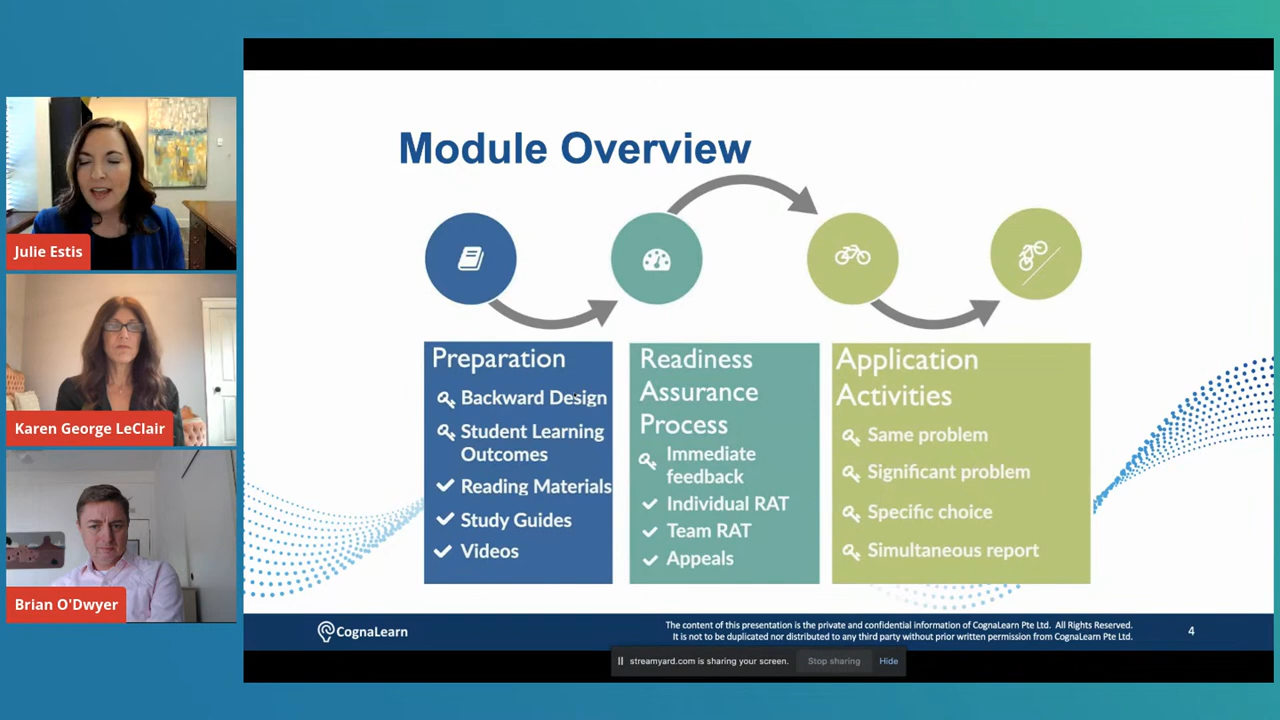 Julie Estis
Karen George LeClair
Brian O'Dwyer
Module Overview
Preparation
Backward Design
Student Learning
Outcomes
Reading Materials
Study Guides
Videos
Readiness
Assurance
Process
Immediate
feedback
Individual RAT
Team RAT
Appeals
Application
Activities
Same problem
Significant problem
Specific choice
Simultaneous report
CognaLearn
The content of this presentation is the private and confidential information of CognaLearn Pte Ltd. All Rights Reserved.
It is not to be duplicated nor distributed to any third party without prior written permission from CognaLearn Pte Ltd.
4
streamyard.com is sharing your screen.
Stop sharing
Hide